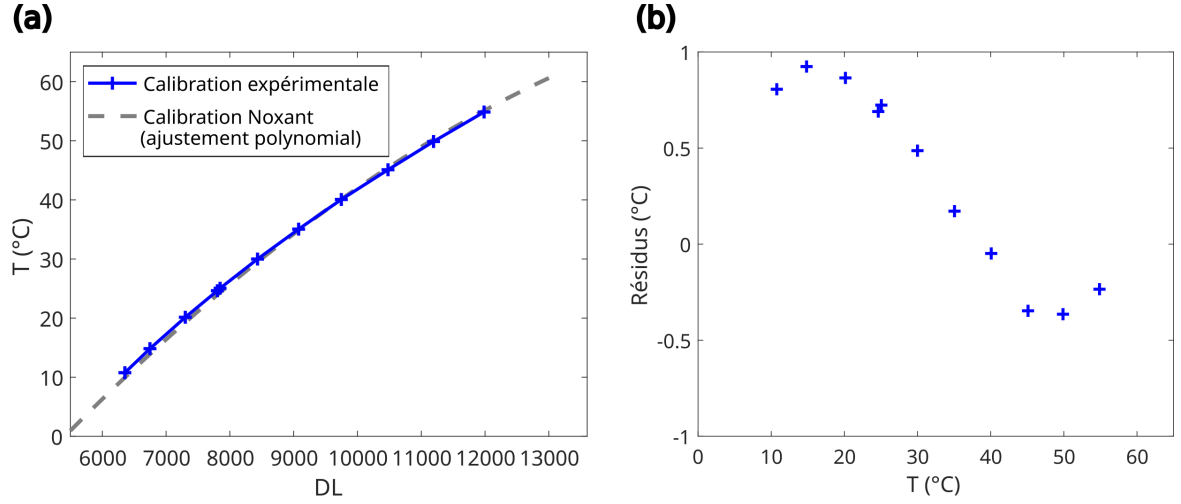 (a)
Calibration expérimentale
Calibration Noxant
(ajustement polynomial)
T (°C)
60
50
40
30
20
10
0
6000 7000 8000 9000 10000 11000 12000 13000
DL
(b)
Résidus (°C)
1
0.5
0
-0.5
-1
0 10 20 30 40 50 60
T (°C)